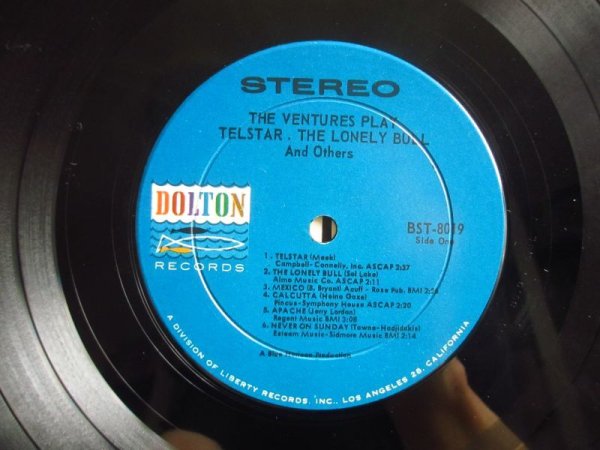 STEREO
THE VENTURES PLAY
TELSTAR . THE LONELY BULL
And Others
DOLTON
RECORDS
BST-8019
Side One
1. TELSTAR (Meek)
Campbell-Connelly, Inc. ASCAP 2:37
2. THE LONELY BULL (Sol Lake)
Almo Music Co. ASCAP 2:11
3. MEXICO (B. Bryant) Acuff - Rose Pub. BMI
4. CALCUTTA (Heino Gaze)
Pincus-Symphony House ASCAP 2:20
5. APACHE (Jerry Lordan)
Regent Music BMI 3:08
6. NEVER ON SUNDAY (Towne-Hadjidakis)
Esteem Music-Sidmore Music BMI 2:14
A Blue Horizon Production
A DIVISION OF LIBERTY RECORDS, INC., LOS ANGELES 28, CALIFORNIA